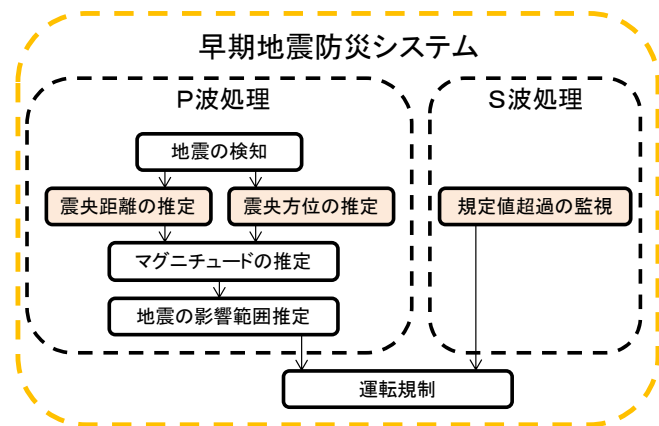 早期地震防災システム
P波処理
S波処理
地震の検知
震央距離の推定
震央方位の推定
規定値超過の監視
マグニチュードの推定
地震の影響範囲推定
運転規制